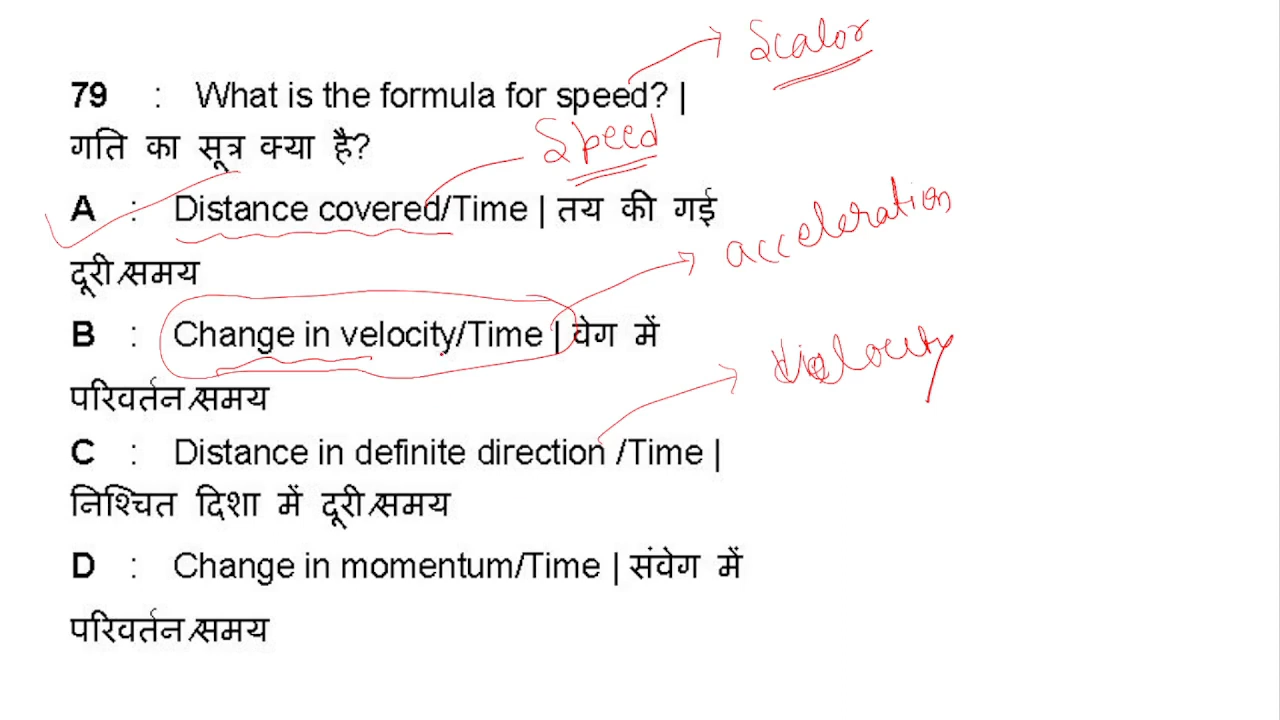 Scalor
79 : What is the formula for speed? |
Speed
गति का सूत्र क्या है?
A : Distance covered/Time | तय की गई
acceleration
दूरी/समय
B : Change in velocity/Time | वेग में
velocity
परिवर्तन/समय
C : Distance in definite direction /Time |
निश्चित दिशा में दूरी/समय
D : Change in momentum/Time | संवेग में
परिवर्तन/समय